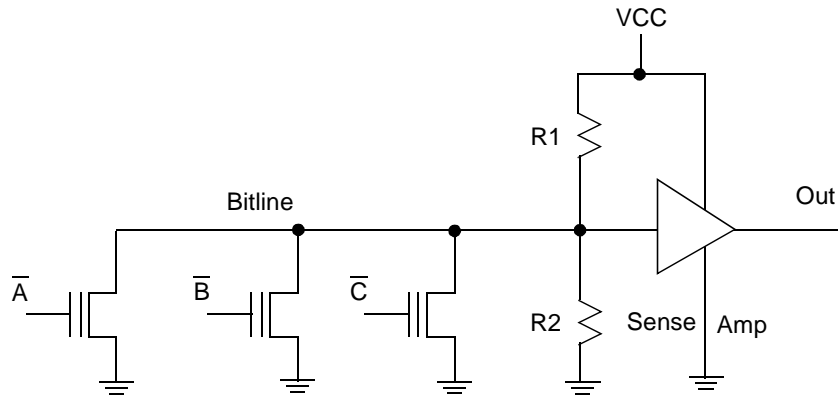 VCC
R1
Out
Bitline
A̅
B̅
C̅
R2
Sense
Amp